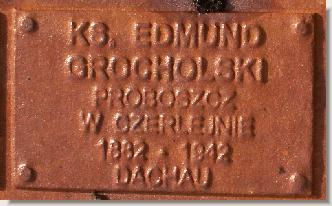 KS. EDMUND
GROCHOLSKI
PROBOSZCZ
W CZERLEJNIE
1882 • 1942
DACHAU